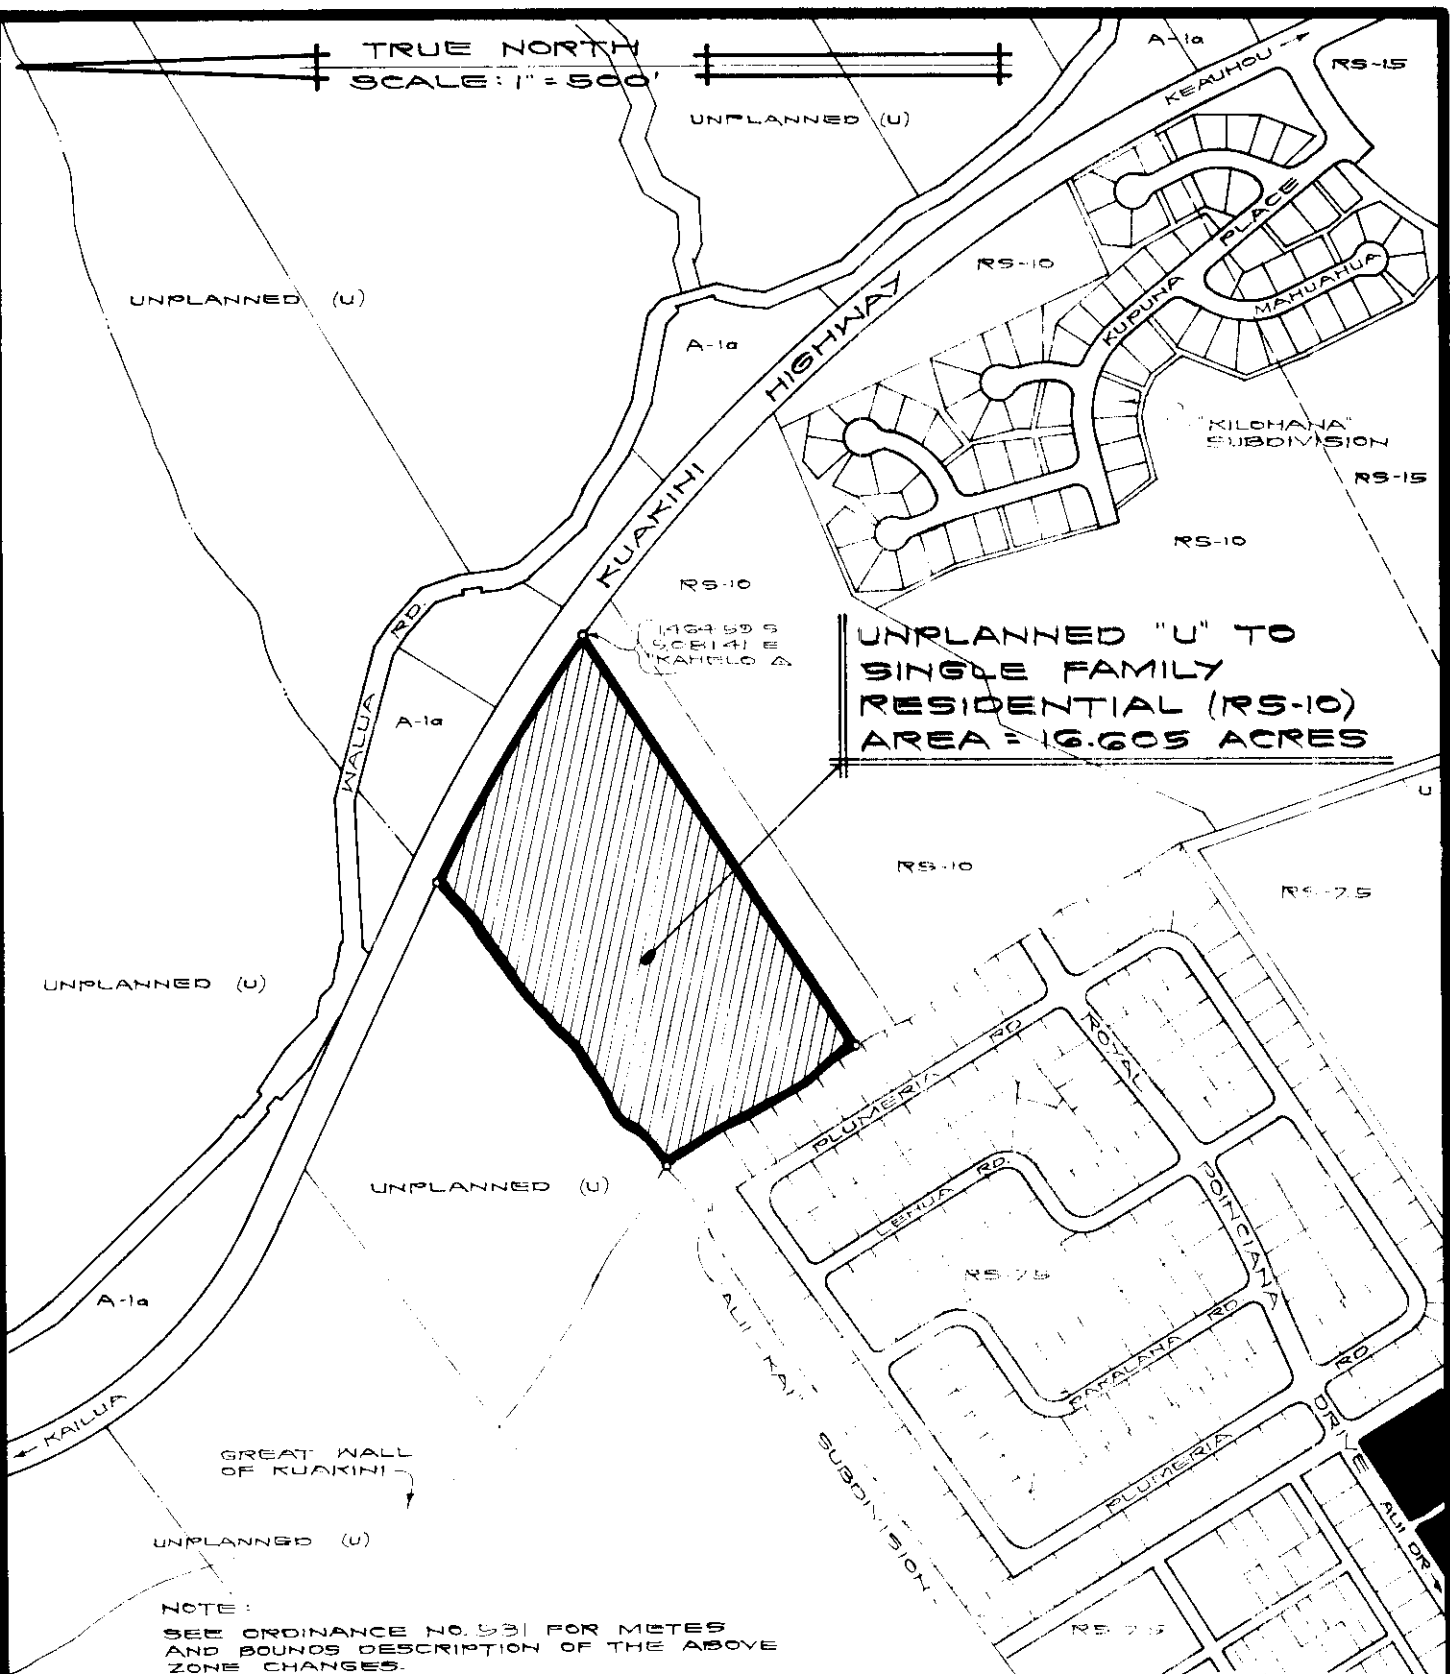 TRUE NORTH
SCALE: 1" = 500'
A-1a
KEAUHOU
RS-15
UNPLANNED (U)
UNPLANNED (U)
RS-10
PLACE
KUPUNA
MAHUAHUA
A-1a
KUAKINI HIGHWAY
"KILOHANA"
SUBDIVISION
RS-15
RS-10
RS-10
KAHELO △
UNPLANNED "U" TO
SINGLE FAMILY
RESIDENTIAL (RS-10)
AREA = 16.605 ACRES
WALUA RD.
A-1a
U
RS-10
RS-7.5
UNPLANNED (U)
PLUMERIA RD
ROYAL POINCIANA DRIVE
LEHUA RD.
UNPLANNED (U)
RS-7.5
ALII KAI SUBDIVISION
A-1a
PAKALANA RD
RD
KAILUA
PLUMERIA
GREAT WALL
OF KUAKINI
ALII DR
UNPLANNED (U)
NOTE:
SEE ORDINANCE NO. 531 FOR METES
AND BOUNDS DESCRIPTION OF THE ABOVE
ZONE CHANGES.
RS-7.5